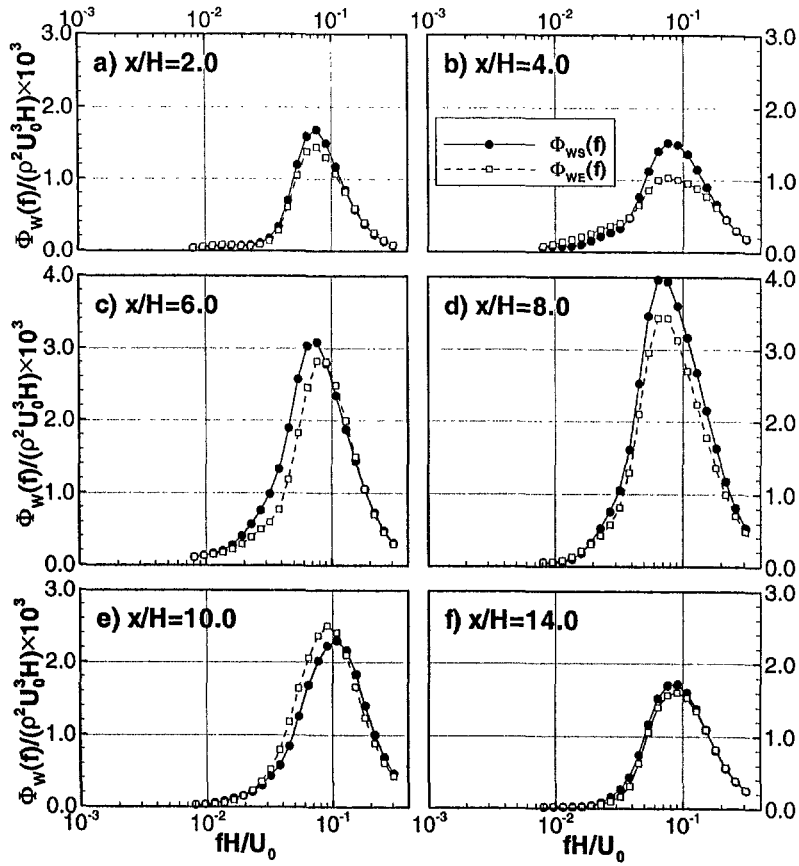 10⁻³ 10⁻² 10⁻¹ 10⁻³ 10⁻² 10⁻¹
3.0 a) x/H=2.0 b) x/H=4.0 3.0
2.0 2.0
Φ_WS(f)
Φ_WE(f)
1.0 1.0
0.0 0.0
Φ_W(f)/(ρ²U₀³H)×10³
4.0 c) x/H=6.0 d) x/H=8.0 4.0
3.0 3.0
2.0 2.0
1.0 1.0
0.0 0.0
Φ_W(f)/(ρ²U₀³H)×10³
3.0 e) x/H=10.0 f) x/H=14.0 3.0
2.0 2.0
1.0 1.0
0.0 0.0
Φ_W(f)/(ρ²U₀³H)×10³
10⁻³ 10⁻² 10⁻¹ 10⁻³ 10⁻² 10⁻¹
fH/U₀ fH/U₀